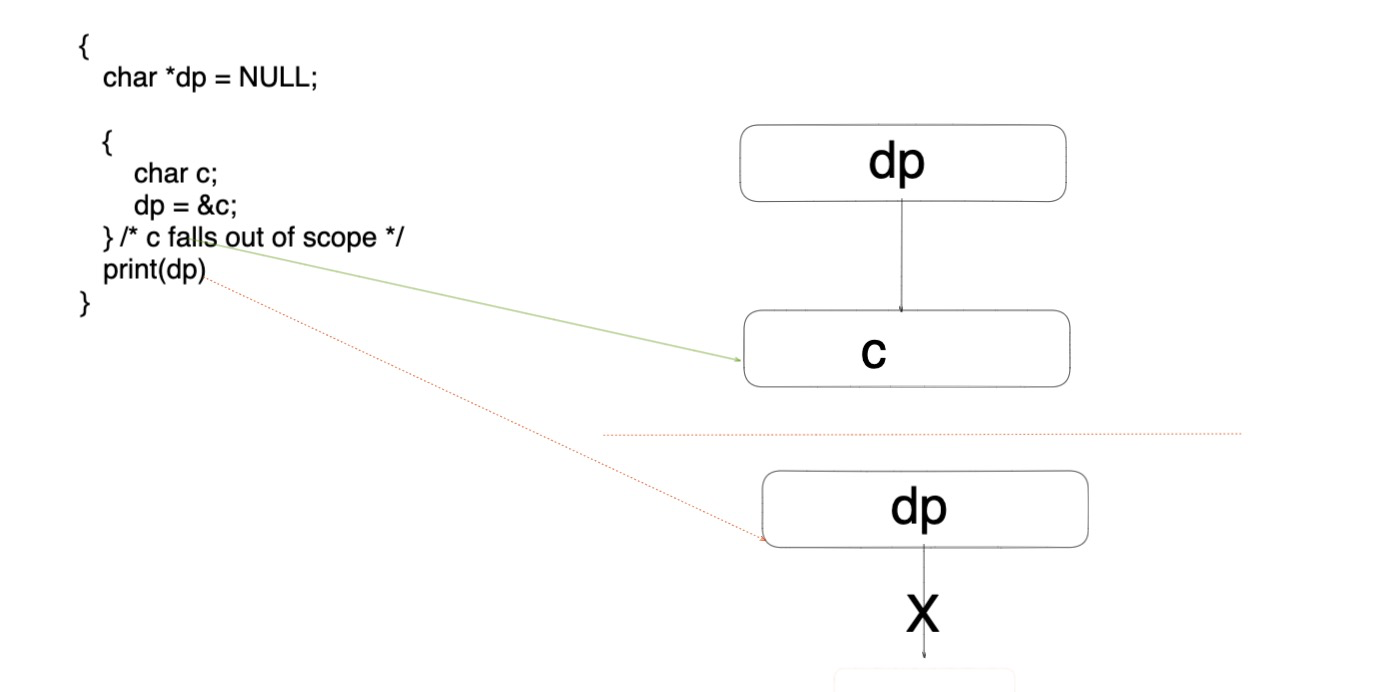 {
char *dp = NULL;
{
char c;
dp = &c;
} /* c falls out of scope */
print(dp)
}
dp
c
dp
X